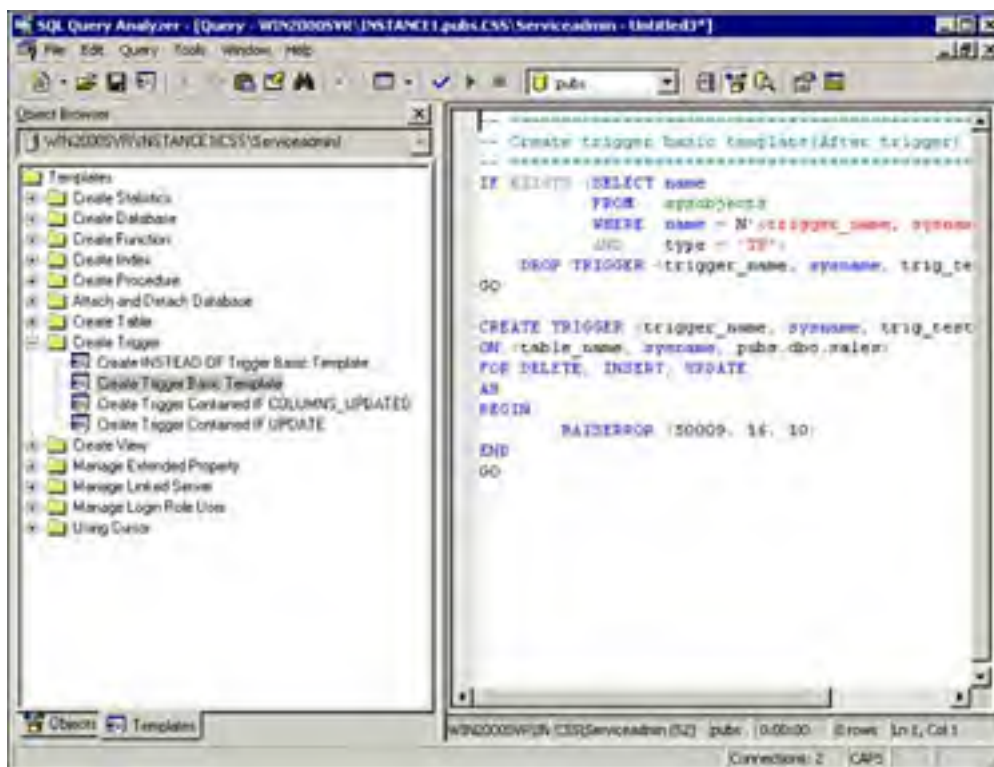 SQL Query Analyzer - [Query - WIN2000SVR\INSTANCE1.pubs.CSS\Serviceadmin - Untitled3*]
File Edit Query Tools Window Help
pubs
Object Browser
WIN2000SVR\INSTANCE1(CSS\Serviceadmin)
Templates
Create Statistics
Create Database
Create Function
Create Index
Create Procedure
Attach and Detach Database
Create Table
Create Trigger
Create INSTEAD OF Trigger Basic Template
Create Trigger Basic Template
Create Trigger Contained IF COLUMNS_UPDATED
Create Trigger Contained IF UPDATE
Create View
Manage Extended Property
Manage Linked Server
Manage Login Role User
Using Cursor
Objects
Templates
-- =============================================
-- Create trigger basic template(After trigger)
-- =============================================
IF EXISTS (SELECT name
FROM sysobjects
WHERE name = N'<trigger_name, sysname
AND type = 'TR')
DROP TRIGGER <trigger_name, sysname, trig_te
GO
CREATE TRIGGER <trigger_name, sysname, trig_test
ON <table_name, sysname, pubs.dbo.sales>
FOR DELETE, INSERT, UPDATE
AS
BEGIN
RAISERROR (50009, 16, 10)
END
GO
WIN2000SVR\IN CSS\Serviceadmin (52) pubs 0:00:00 0 rows Ln 1, Col 1
Connections: 2 CAPS